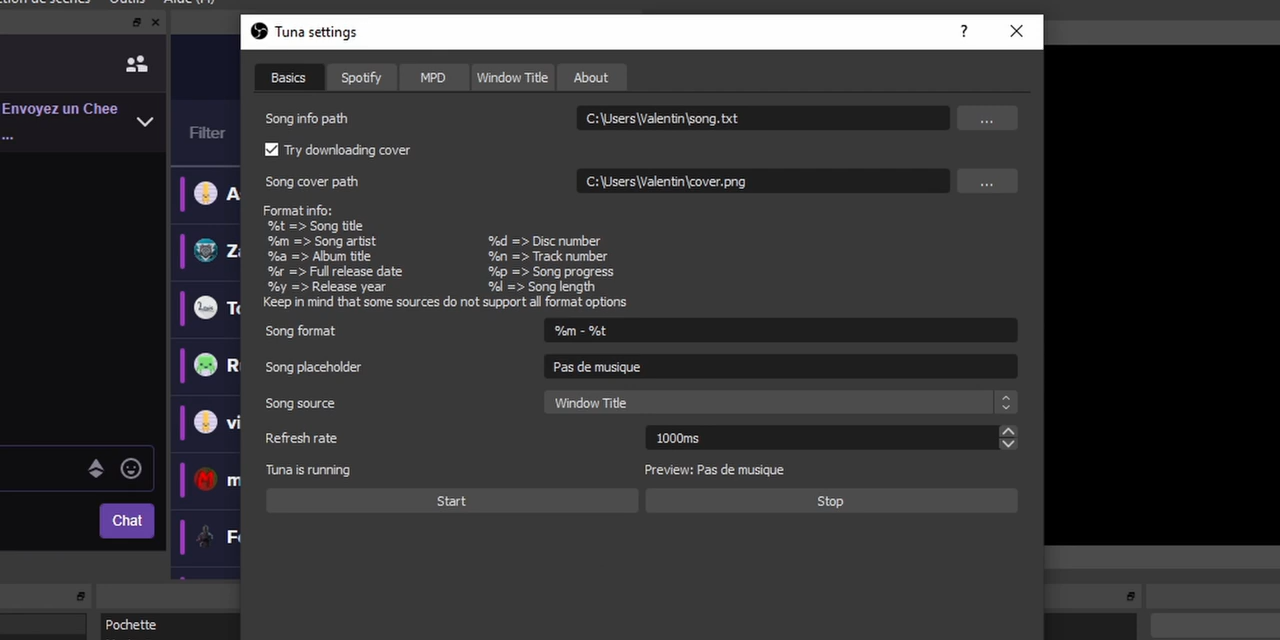 Outils Aide (H)
Tuna settings
?
Basics Spotify MPD Window Title About
Envoyez un Chee
...
Song info path C:\Users\Valentin\song.txt ...
Filter
Try downloading cover
Song cover path C:\Users\Valentin\cover.png ...
Format info:
%t => Song title
%m => Song artist %d => Disc number
%a => Album title %n => Track number
%r => Full release date %p => Song progress
%y => Release year %l => Song length
Keep in mind that some sources do not support all format options
Song format %m - %t
Song placeholder Pas de musique
Song source Window Title
Refresh rate 1000ms
Tuna is running Preview: Pas de musique
Start Stop
Chat
Pochette